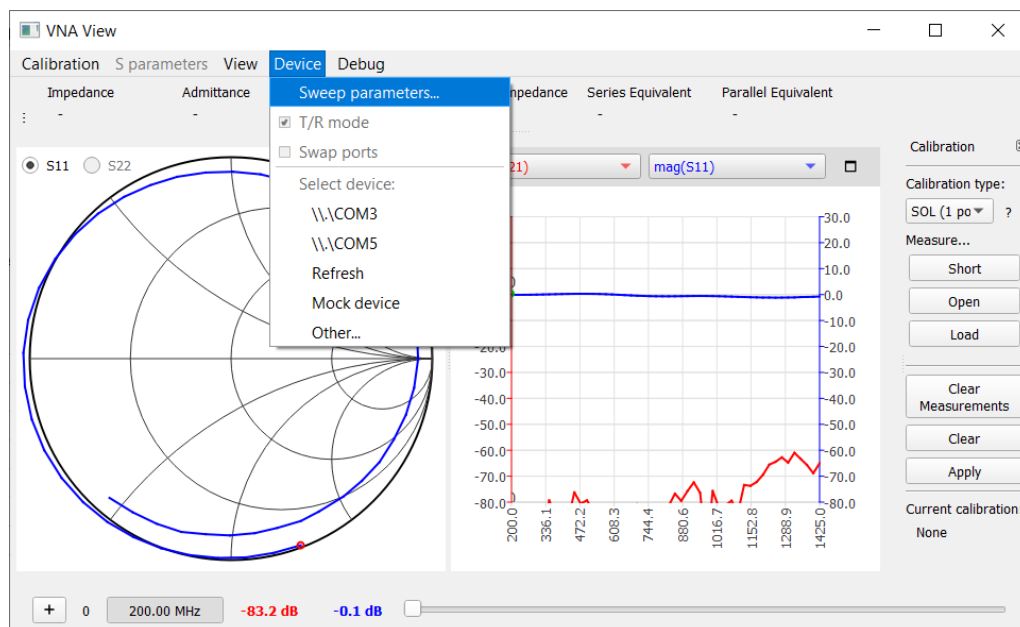 VNA View
Calibration S parameters View Device Debug
Impedance Admittance Sweep parameters... mpedance Series Equivalent Parallel Equivalent
- - - -
T/R mode
Swap ports
Select device:
\\.\COM3
\\.\COM5
Refresh
Mock device
Other...
S11 S22
21) mag(S11)
30.0
20.0
10.0
0.0
-10.0
-20.0 -20.0
-30.0 -30.0
-40.0 -40.0
-50.0 -50.0
-60.0 -60.0
-70.0 -70.0
-80.0 -80.0
200.0 336.1 472.2 608.3 744.4 880.6 1016.7 1152.8 1288.9 1425.0
Calibration
Calibration type:
SOL (1 po ?
Measure...
Short
Open
Load
Clear
Measurements
Clear
Apply
Current calibration
None
+ 0 200.00 MHz -83.2 dB -0.1 dB